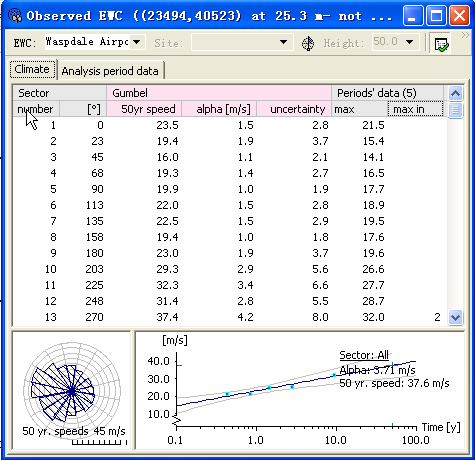 Observed EWC ((23494,40523) at 25.3 m- not ...
EWC: Waspdale Airpo Site: Height: 50.0
Climate Analysis period data
Sector Gumbel Periods' data (5)
number [°] 50yr speed alpha [m/s] uncertainty max max in
1 0 23.5 1.5 2.8 21.5
2 23 19.4 1.9 3.7 15.4
3 45 16.0 1.1 2.1 14.1
4 68 19.3 1.4 2.7 16.5
5 90 19.9 1.0 1.9 17.7
6 113 22.0 1.5 2.8 18.9
7 135 22.5 1.5 2.9 19.5
8 158 19.4 1.0 1.8 17.6
9 180 23.0 1.9 3.7 19.6
10 203 29.3 2.9 5.6 26.6
11 225 32.3 3.4 6.6 27.7
12 248 31.4 2.8 5.5 28.7
13 270 37.4 4.2 8.0 32.0 2
50 yr. speeds 45 m/s
[m/s]
40.0
30.0
20.0
10.0
0.1 1.0 10.0 100.0
Time [y]
Sector: All
Alpha: 3.71 m/s
50 yr. speed: 37.6 m/s